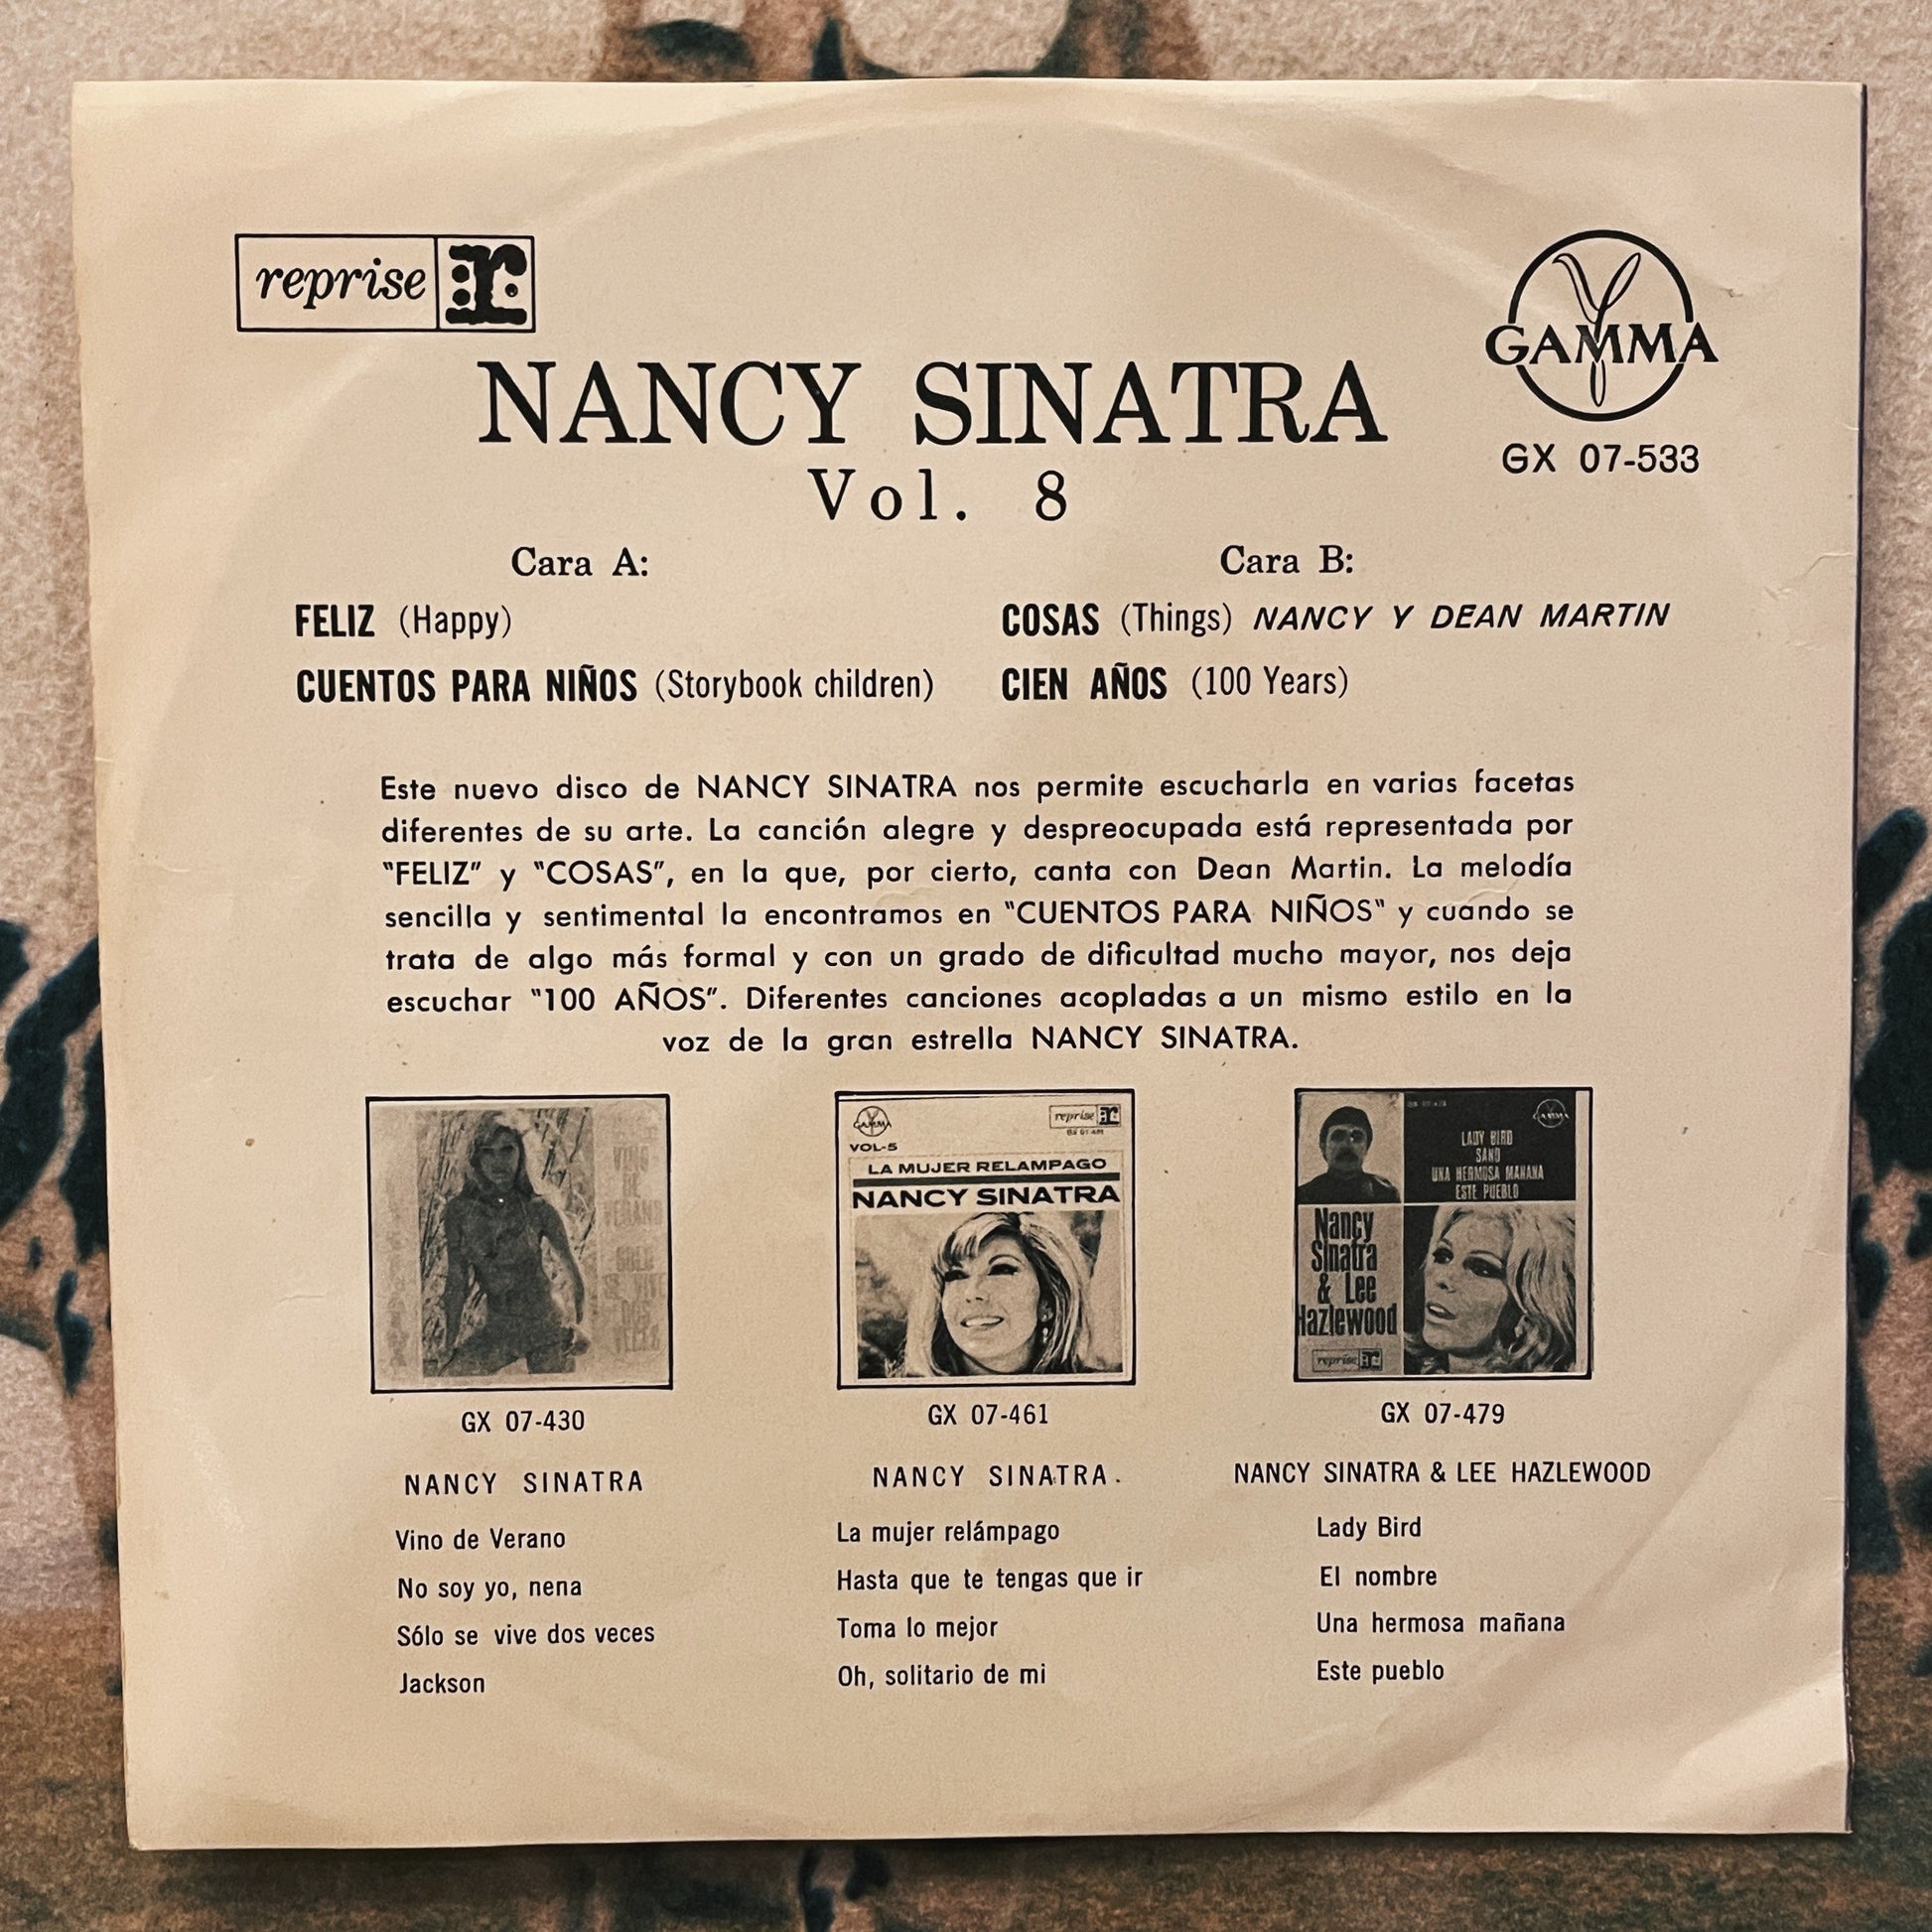 reprise r
GAMMA
GX 07-533
NANCY SINATRA
Vol. 8
Cara A:
FELIZ (Happy)
CUENTOS PARA NIÑOS (Storybook children)
Cara B:
COSAS (Things) NANCY Y DEAN MARTIN
CIEN AÑOS (100 Years)
Este nuevo disco de NANCY SINATRA nos permite escucharla en varias facetas
diferentes de su arte. La canción alegre y despreocupada está representada por
"FELIZ" y "COSAS", en la que, por cierto, canta con Dean Martin. La melodía
sencilla y sentimental la encontramos en "CUENTOS PARA NIÑOS" y cuando se
trata de algo más formal y con un grado de dificultad mucho mayor, nos deja
escuchar "100 AÑOS". Diferentes canciones acopladas a un mismo estilo en la
voz de la gran estrella NANCY SINATRA.
VINO
DE
VERANO
SOLO
SE VIVE
DOS
VECES
GX 07-430
NANCY SINATRA
Vino de Verano
No soy yo, nena
Sólo se vive dos veces
Jackson
GAMMA
reprise r
VOL-5
LA MUJER RELAMPAGO
NANCY SINATRA
GX 07-461
NANCY SINATRA.
La mujer relámpago
Hasta que te tengas que ir
Toma lo mejor
Oh, solitario de mi
GAMMA
LADY BIRD
SAND
UNA HERMOSA MAÑANA
ESTE PUEBLO
Nancy
Sinatra
& Lee
Hazlewood
reprise r
GX 07-479
NANCY SINATRA & LEE HAZLEWOOD
Lady Bird
El nombre
Una hermosa mañana
Este pueblo